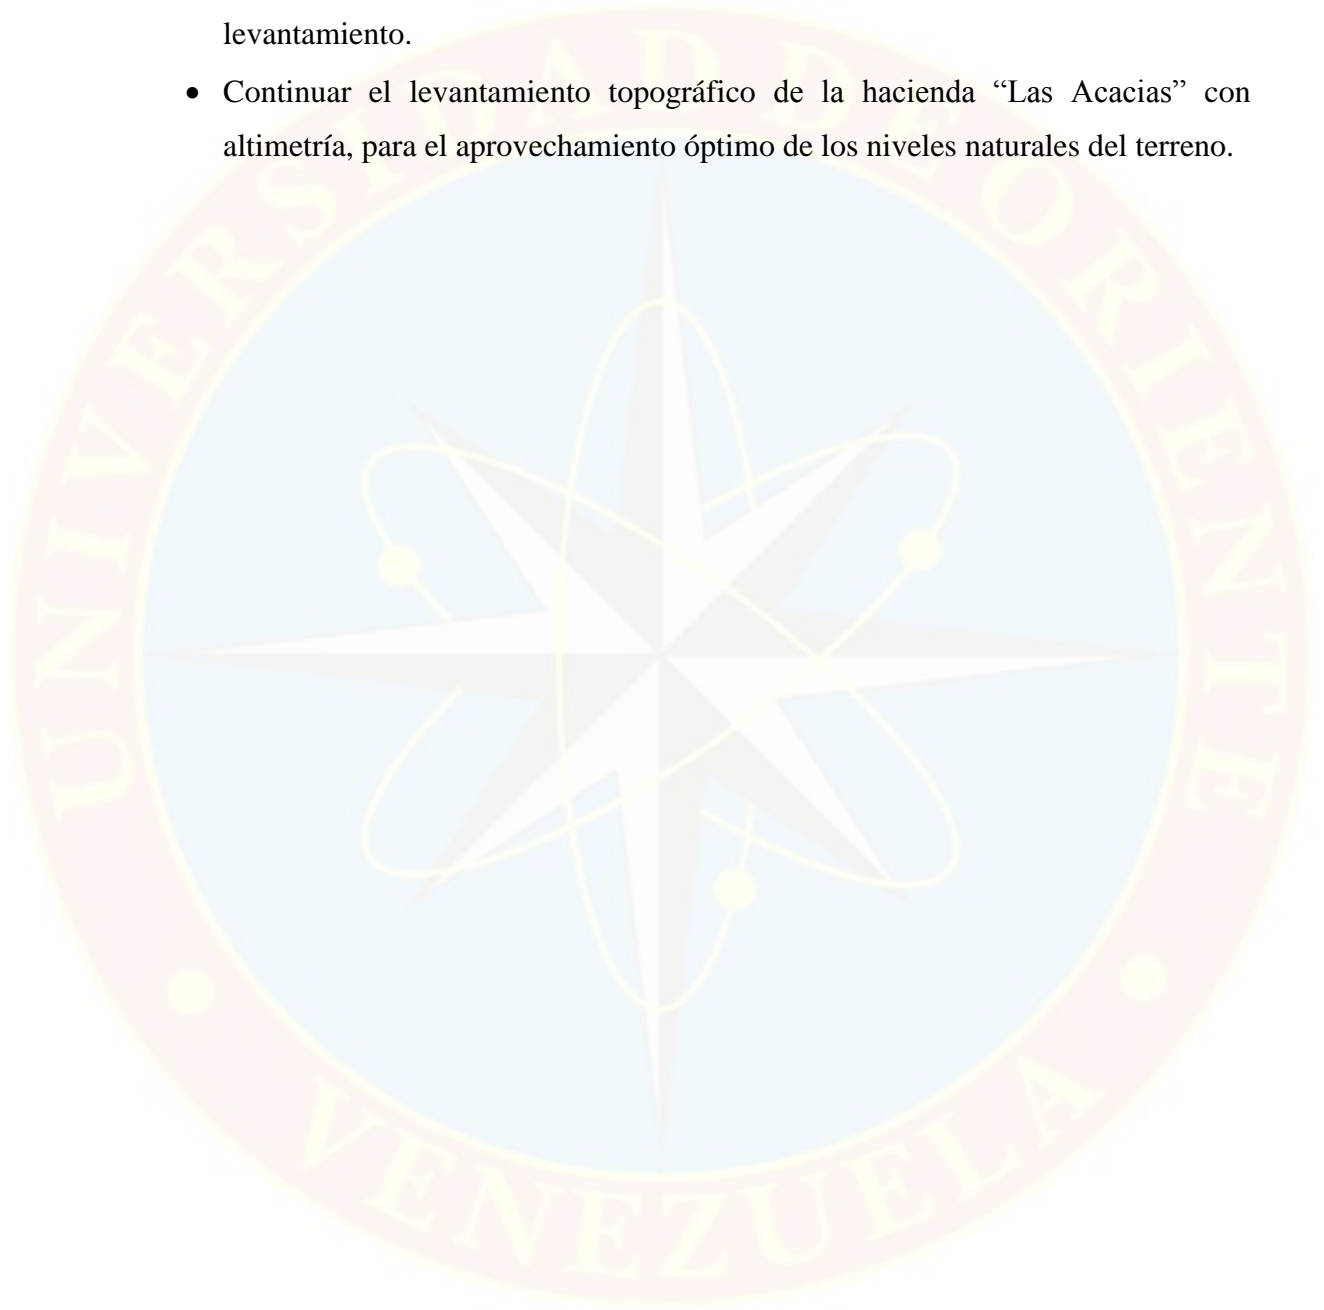 levantamiento.
• Continuar el levantamiento topográfico de la hacienda “Las Acacias” con
altimetría, para el aprovechamiento óptimo de los niveles naturales del terreno.
UNIVERSIDAD DE ORIENTE
• VENEZUELA •